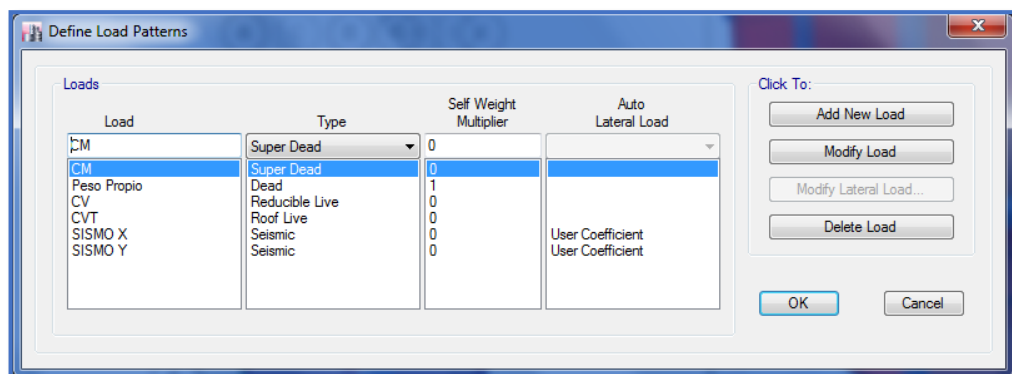 Define Load Patterns
Loads
Click To:
Load Type Self Weight Multiplier Auto Lateral Load
CM Super Dead 0
CM Super Dead 0
Peso Propio Dead 1
CV Reducible Live 0
CVT Roof Live 0
SISMO X Seismic 0 User Coefficient
SISMO Y Seismic 0 User Coefficient
Add New Load
Modify Load
Modify Lateral Load...
Delete Load
OK Cancel